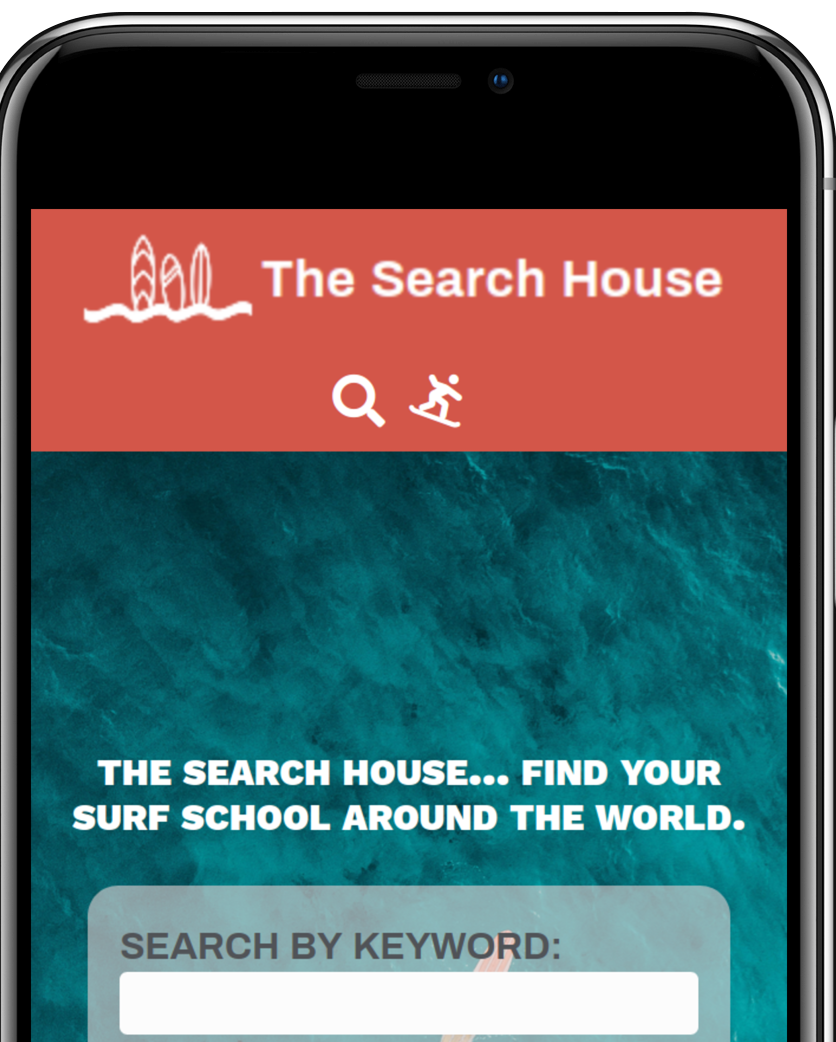 The Search House
THE SEARCH HOUSE... FIND YOUR
SURF SCHOOL AROUND THE WORLD.
SEARCH BY KEYWORD: